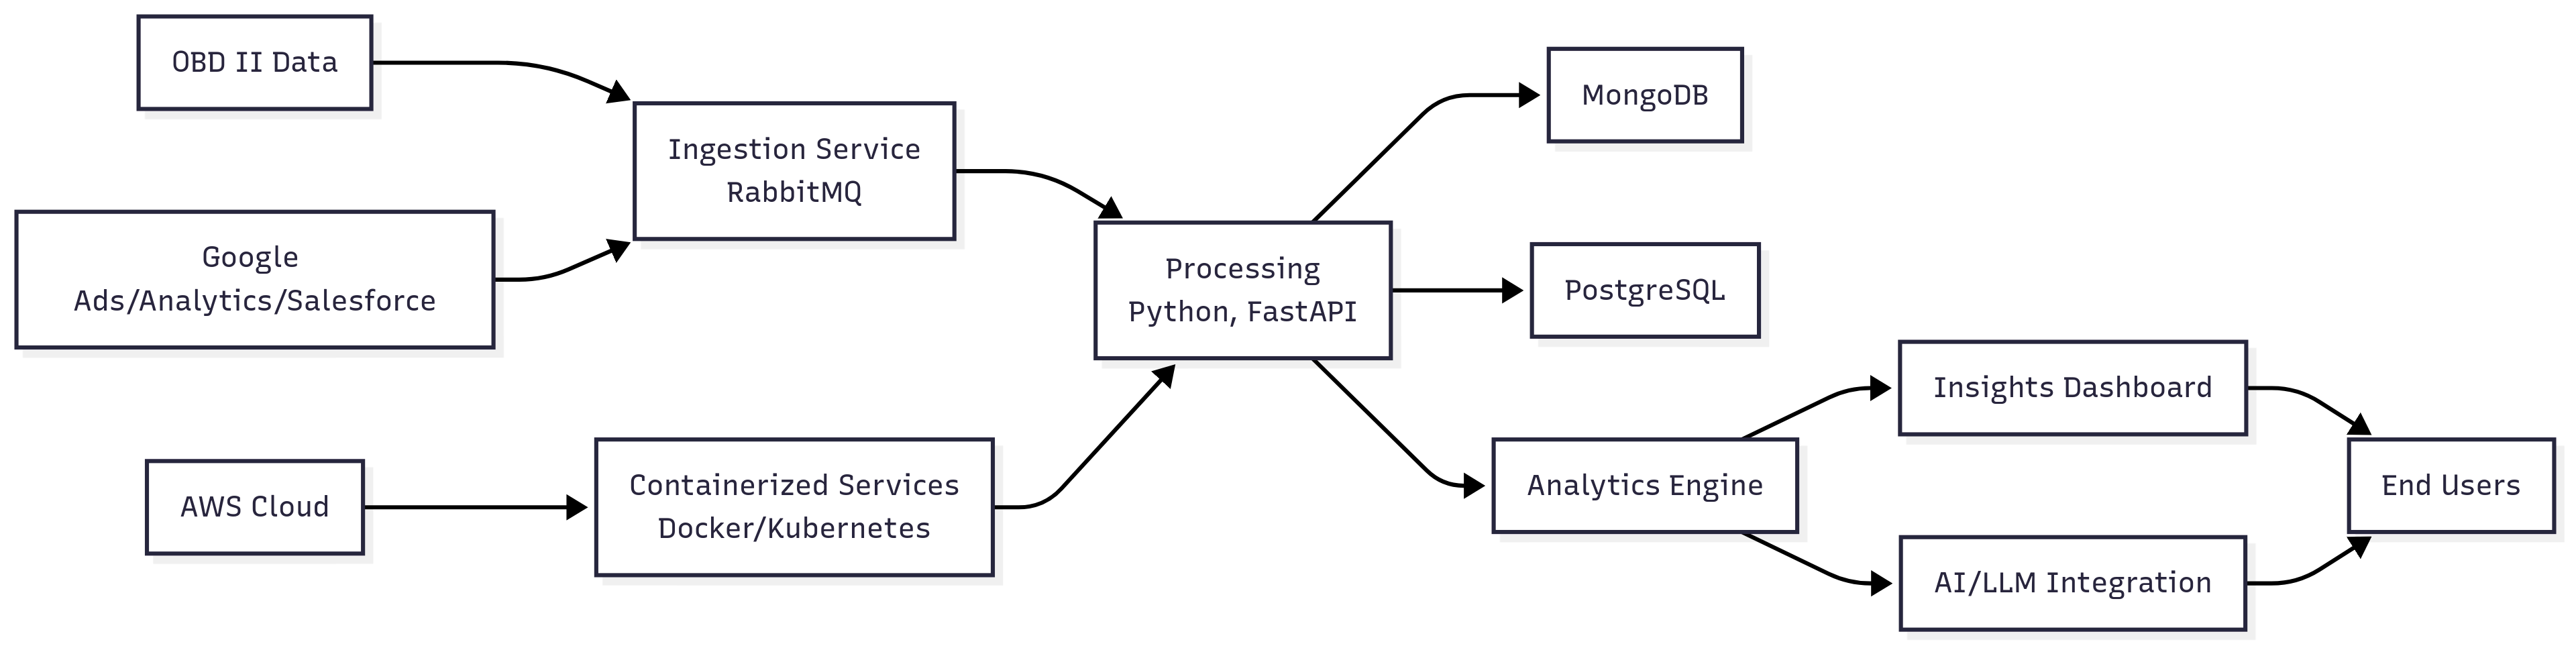 OBD II Data
Google
Ads/Analytics/Salesforce
AWS Cloud
Ingestion Service
RabbitMQ
Containerized Services
Docker/Kubernetes
Processing
Python, FastAPI
MongoDB
PostgreSQL
Analytics Engine
Insights Dashboard
AI/LLM Integration
End Users